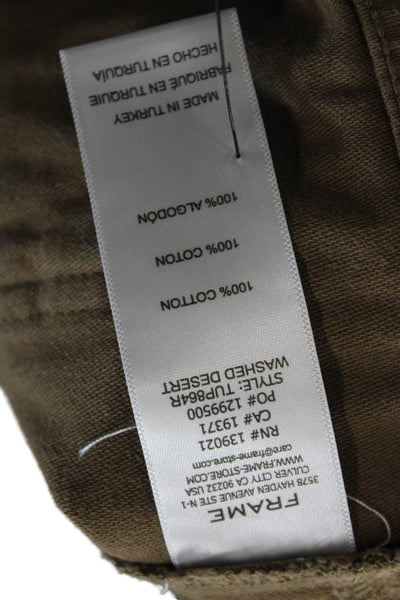 FRAME
3578 HAYDEN AVENUE STE N-1
CULVER CITY CA 90232 USA
WWW.FRAME-STORE.COM
care@frame-store.com
RN# 139021
CA# 19371
PO# 1299500
STYLE: TUP864R
WASHED DESERT
100% COTTON
100% COTON
100% ALGODÓN
MADE IN TURKEY
FABRIQUÉ EN TURQUIE
HECHO EN TURQUÍA